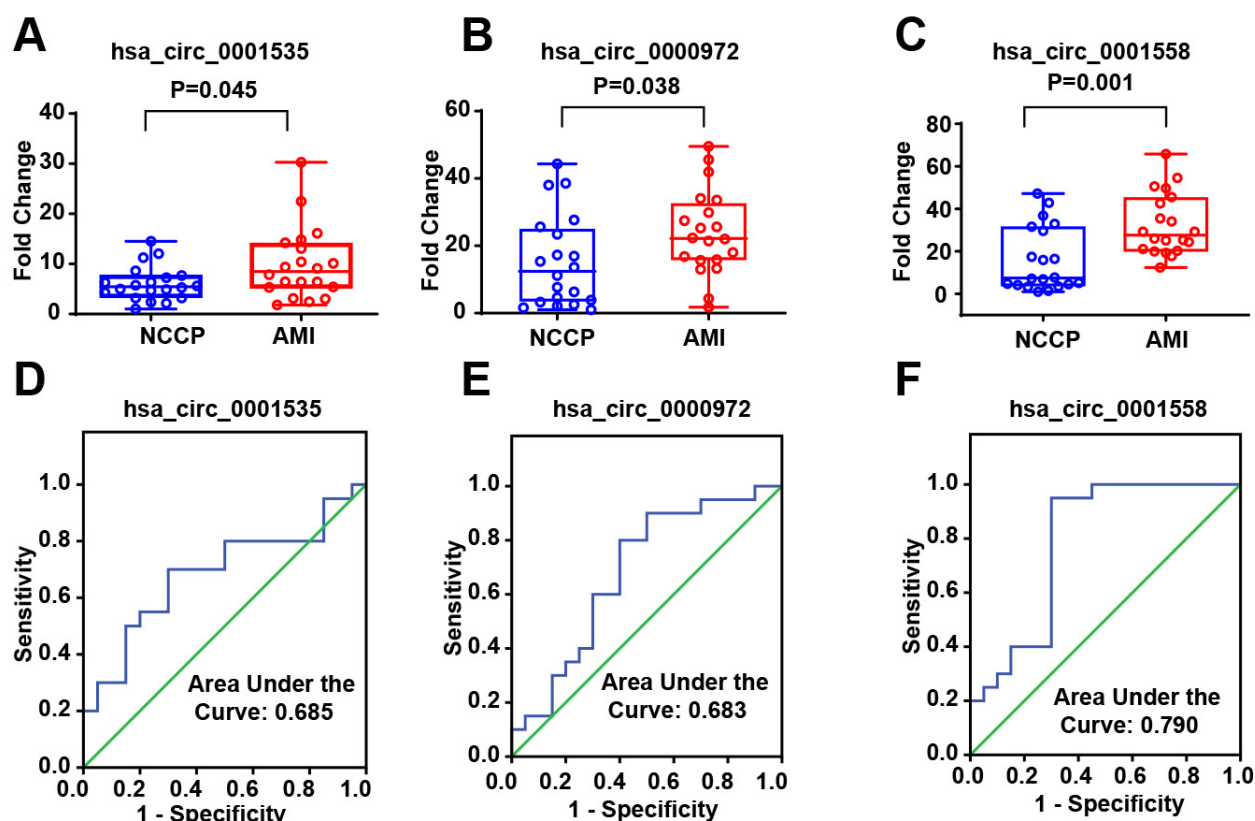 A
hsa_circ_0001535
P=0.045
Fold Change
40
30
20
10
0
NCCP
AMI
B
hsa_circ_0000972
P=0.038
Fold Change
60
40
20
0
NCCP
AMI
C
hsa_circ_0001558
P=0.001
Fold Change
80
60
40
20
0
NCCP
AMI
D
hsa_circ_0001535
Sensitivity
1.0
0.8
0.6
0.4
0.2
0.0
Area Under the
Curve: 0.685
0.0 0.2 0.4 0.6 0.8 1.0
1 - Specificity
E
hsa_circ_0000972
Sensitivity
1.0
0.8
0.6
0.4
0.2
0.0
Area Under the
Curve: 0.683
0.0 0.2 0.4 0.6 0.8 1.0
1 - Specificity
F
hsa_circ_0001558
Sensitivity
1.0
0.8
0.6
0.4
0.2
0.0
Area Under the
Curve: 0.790
0.0 0.2 0.4 0.6 0.8 1.0
1 - Specificity